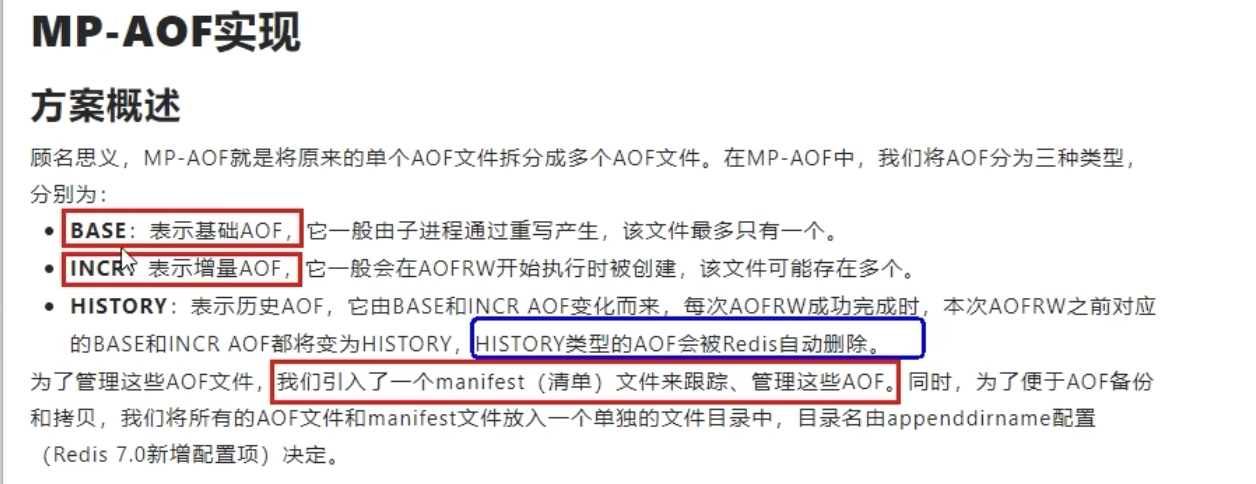 MP-AOF实现
方案概述
顾名思义，MP-AOF就是将原来的单个AOF文件拆分成多个AOF文件。在MP-AOF中，我们将AOF分为三种类型，
分别为：
• BASE：表示基础AOF，它一般由子进程通过重写产生，该文件最多只有一个。
• INCR：表示增量AOF，它一般会在AOFRW开始执行时被创建，该文件可能存在多个。
• HISTORY：表示历史AOF，它由BASE和INCR AOF变化而来，每次AOFRW成功完成时，本次AOFRW之前对应
的BASE和INCR AOF都将变为HISTORY，HISTORY类型的AOF会被Redis自动删除。
为了管理这些AOF文件，我们引入了一个manifest（清单）文件来跟踪、管理这些AOF。同时，为了便于AOF备份
和拷贝，我们将所有的AOF文件和manifest文件放入一个单独的文件目录中，目录名由appenddirname配置
（Redis 7.0新增配置项）决定。